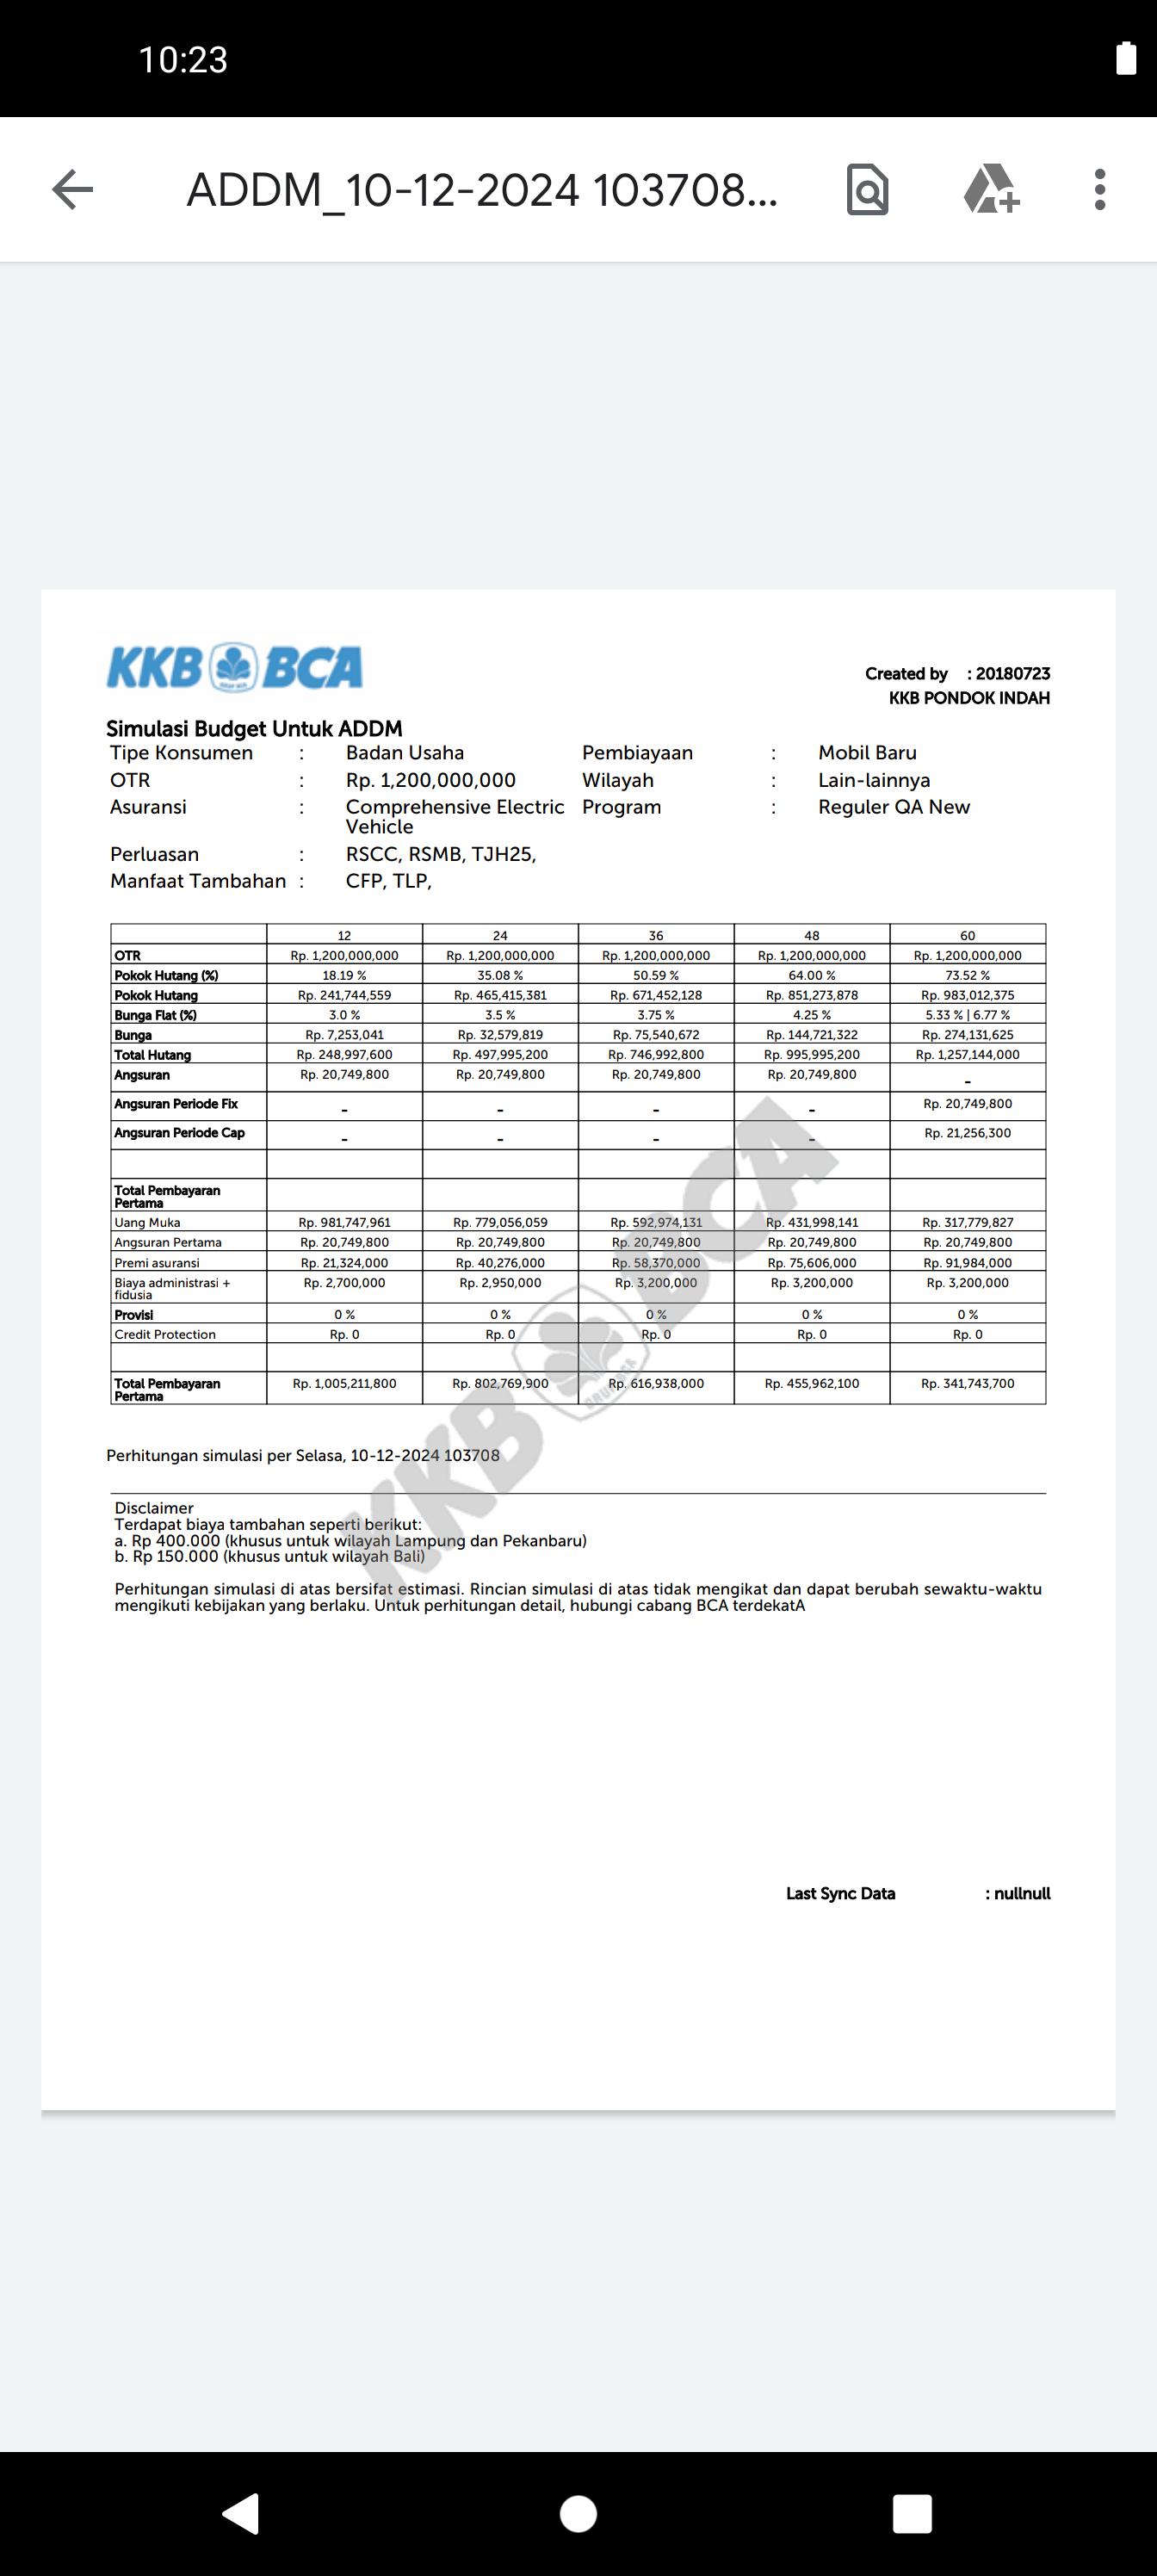 10:23
ADDM_10-12-2024 103708...
KKB BCA
Created by : 20180723
KKB PONDOK INDAH
Simulasi Budget Untuk ADDM
Tipe Konsumen : Badan Usaha Pembiayaan : Mobil Baru
OTR : Rp. 1,200,000,000 Wilayah : Lain-lainnya
Asuransi : Comprehensive Electric Program : Reguler QA New
Vehicle
Perluasan : RSCC, RSMB, TJH25,
Manfaat Tambahan : CFP, TLP,
12 24 36 48 60
OTR Rp. 1,200,000,000 Rp. 1,200,000,000 Rp. 1,200,000,000 Rp. 1,200,000,000 Rp. 1,200,000,000
Pokok Hutang (%) 18.19 % 35.08 % 50.59 % 64.00 % 73.52 %
Pokok Hutang Rp. 241,744,559 Rp. 465,415,381 Rp. 671,452,128 Rp. 851,273,878 Rp. 983,012,375
Bunga Flat (%) 3.0 % 3.5 % 3.75 % 4.25 % 5.33 % | 6.77 %
Bunga Rp. 7,253,041 Rp. 32,579,819 Rp. 75,540,672 Rp. 144,721,322 Rp. 274,131,625
Total Hutang Rp. 248,997,600 Rp. 497,995,200 Rp. 746,992,800 Rp. 995,995,200 Rp. 1,257,144,000
Angsuran Rp. 20,749,800 Rp. 20,749,800 Rp. 20,749,800 Rp. 20,749,800 -
Angsuran Periode Fix - - - - Rp. 20,749,800
Angsuran Periode Cap - - - - Rp. 21,256,300
Total Pembayaran
Pertama
Uang Muka Rp. 981,747,961 Rp. 779,056,059 Rp. 592,974,131 Rp. 431,998,141 Rp. 317,779,827
Angsuran Pertama Rp. 20,749,800 Rp. 20,749,800 Rp. 20,749,800 Rp. 20,749,800 Rp. 20,749,800
Premi asuransi Rp. 21,324,000 Rp. 40,276,000 Rp. 58,370,000 Rp. 75,606,000 Rp. 91,984,000
Biaya administrasi + Rp. 2,700,000 Rp. 2,950,000 Rp. 3,200,000 Rp. 3,200,000 Rp. 3,200,000
fidusia
Provisi 0 % 0 % 0 % 0 % 0 %
Credit Protection Rp. 0 Rp. 0 Rp. 0 Rp. 0 Rp. 0
Total Pembayaran Rp. 1,005,211,800 Rp. 802,769,900 Rp. 616,938,000 Rp. 455,962,100 Rp. 341,743,700
Pertama
KKB BCA
Perhitungan simulasi per Selasa, 10-12-2024 103708
Disclaimer
Terdapat biaya tambahan seperti berikut:
a. Rp 400.000 (khusus untuk wilayah Lampung dan Pekanbaru)
b. Rp 150.000 (khusus untuk wilayah Bali)
Perhitungan simulasi di atas bersifat estimasi. Rincian simulasi di atas tidak mengikat dan dapat berubah sewaktu-waktu
mengikuti kebijakan yang berlaku. Untuk perhitungan detail, hubungi cabang BCA terdekatA
Last Sync Data : nullnull